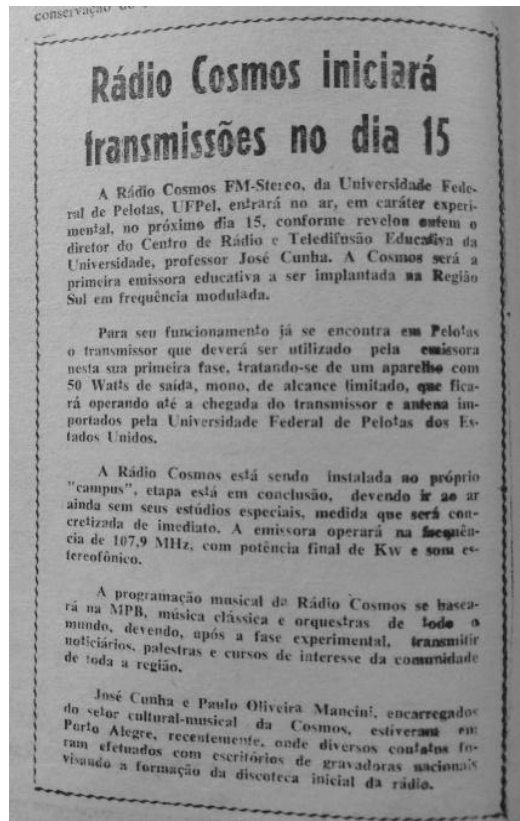 conservação de
Rádio Cosmos iniciará
transmissões no dia 15
A Rádio Cosmos FM-Stereo, da Universidade Fede-
ral de Pelotas, UFPel, entrará no ar, em caráter experi-
mental, no próximo dia 15, conforme revelou ontem o
diretor do Centro de Rádio e Teledifusão Educativa da
Universidade, professor José Cunha. A Cosmos será a
primeira emissora educativa a ser implantada na Região
Sul em frequência modulada.
Para seu funcionamento já se encontra em Pelotas
o transmissor que deverá ser utilizado pela emissora
nesta sua primeira fase, tratando-se de um aparelho com
50 Watts de saída, mono, de alcance limitado, que fica-
rá operando até a chegada do transmissor e antena im-
portados pela Universidade Federal de Pelotas dos Es-
tados Unidos.
A Rádio Cosmos está sendo instalada no próprio
"campus", etapa está em conclusão, devendo ir ao ar
ainda sem seus estúdios especiais, medida que será con-
cretizada de imediato. A emissora operará na frequên-
cia de 107,9 MHz, com potência final de Kw e som es-
tereofônico.
A programação musical da Rádio Cosmos se basea-
rá na MPB, música clássica e orquestras de todo o
mundo, devendo, após a fase experimental, transmitir
noticiários, palestras e cursos de interesse da comunidade
de toda a região.
José Cunha e Paulo Oliveira Mancini, encarregados
do setor cultural-musical da Cosmos, estiveram em
Porto Alegre, recentemente, onde diversos contatos fo-
ram efetuados com escritórios de gravadoras nacionais
visando a formação da discoteca inicial da rádio.